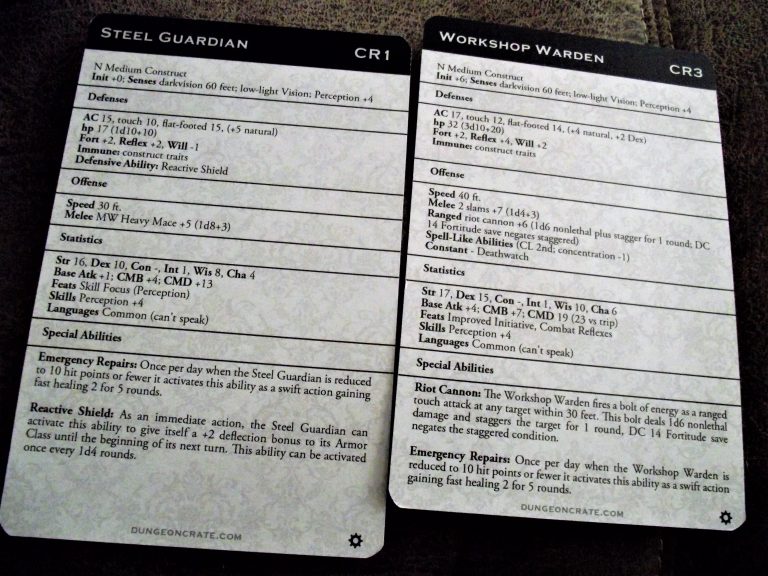 STEEL GUARDIAN
CR1
N Medium Construct
Init +0; Senses darkvision 60 feet; low-light Vision; Perception +4
Defenses
AC 15, touch 10, flat-footed 15, (+5 natural)
hp 17 (1d10+10)
Fort +2, Reflex +2, Will -1
Immune: construct traits
Defensive Ability: Reactive Shield
Offense
Speed 30 ft.
Melee MW Heavy Mace +5 (1d8+3)
Statistics
Str 16, Dex 10, Con -, Int 1, Wis 8, Cha 4
Base Atk +1; CMB +4; CMD +13
Feats Skill Focus (Perception)
Skills Perception +4
Languages Common (can't speak)
Special Abilities
Emergency Repairs: Once per day when the Steel Guardian is reduced
to 10 hit points or fewer it activates this ability as a swift action gaining
fast healing 2 for 5 rounds.
Reactive Shield: As an immediate action, the Steel Guardian can
activate this ability to give itself a +2 deflection bonus to its Armor
Class until the beginning of its next turn. This ability can be activated
once every 1d4 rounds.
DUNGEONCRATE.COM
WORKSHOP WARDEN
CR3
N Medium Construct
Init +6; Senses darkvision 60 feet; low-light Vision; Perception +4
Defenses
AC 17, touch 12, flat-footed 14, (+4 natural, +2 Dex)
hp 32 (3d10+20)
Fort +2, Reflex +4, Will +2
Immune: construct traits
Offense
Speed 40 ft.
Melee 2 slams +7 (1d4+3)
Ranged riot cannon +6 (1d6 nonlethal plus stagger for 1 round; DC
14 Fortitude save negates staggered)
Spell-Like Abilities (CL 2nd; concentration -1)
Constant - Deathwatch
Statistics
Str 17, Dex 15, Con -, Int 1, Wis 10, Cha 6
Base Atk +4; CMB +7; CMD 19 (23 vs trip)
Feats Improved Initiative, Combat Reflexes
Skills Perception +4
Languages Common (can't speak)
Special Abilities
Riot Cannon: The Workshop Warden fires a bolt of energy as a ranged
touch attack at any target within 30 feet. This bolt deals 1d6 nonlethal
damage and staggers the target for 1 round, DC 14 Fortitude save
negates the staggered condition.
Emergency Repairs: Once per day when the Workshop Warden is
reduced to 10 hit points or fewer it activates this ability as a swift action
gaining fast healing 2 for 5 rounds.
DUNGEONCRATE.COM